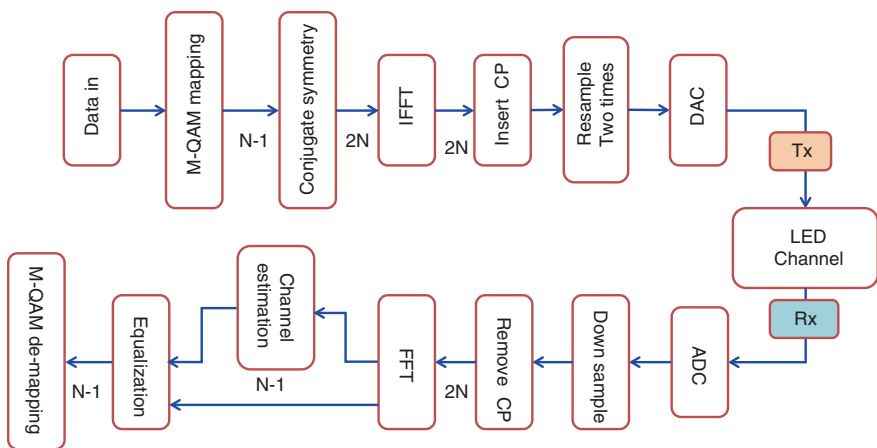 Data in
M-QAM mapping
N-1
Conjugate symmetry
2N
IFFT
2N
Insert CP
Resample
Two times
DAC
Tx
LED
Channel
Rx
ADC
Down sample
Remove CP
2N
FFT
Channel
estimation
N-1
Equalization
N-1
M-QAM de-mapping